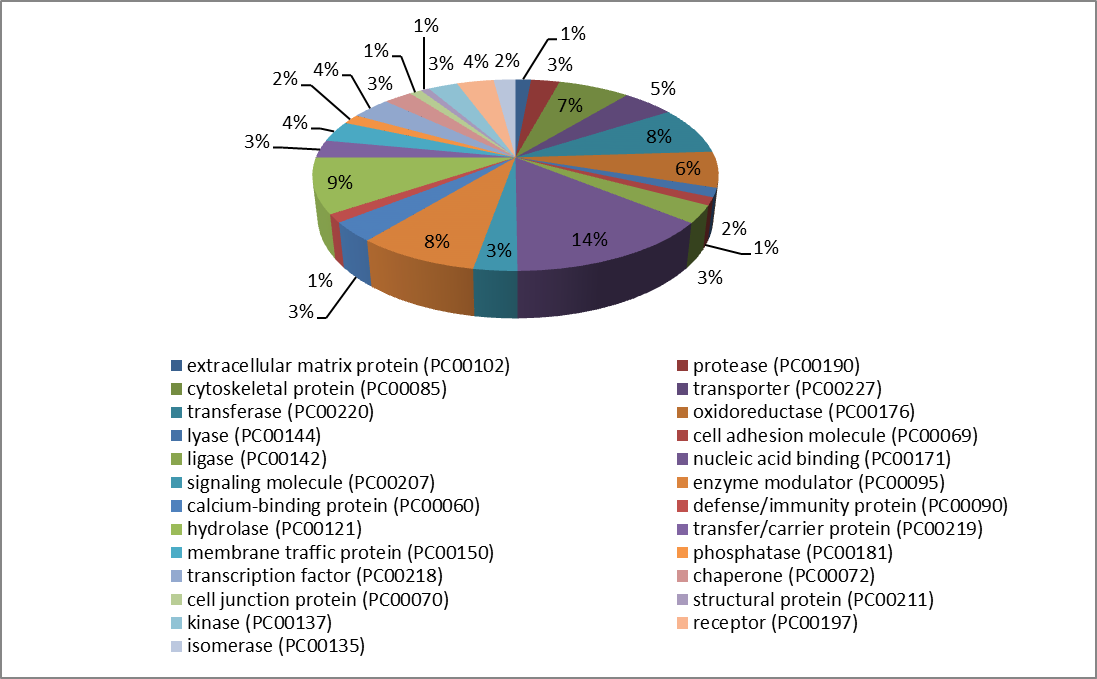 1%
1%
1%
3%
4%
2%
3%
5%
4%
3%
2%
7%
4%
8%
3%
6%
9%
2%
1%
14%
8%
3%
3%
1%
3%
extracellular matrix protein (PC00102) protease (PC00190)
cytoskeletal protein (PC00085) transporter (PC00227)
transferase (PC00220) oxidoreductase (PC00176)
lyase (PC00144) cell adhesion molecule (PC00069)
ligase (PC00142) nucleic acid binding (PC00171)
signaling molecule (PC00207) enzyme modulator (PC00095)
calcium-binding protein (PC00060) defense/immunity protein (PC00090)
hydrolase (PC00121) transfer/carrier protein (PC00219)
membrane traffic protein (PC00150) phosphatase (PC00181)
transcription factor (PC00218) chaperone (PC00072)
cell junction protein (PC00070) structural protein (PC00211)
kinase (PC00137) receptor (PC00197)
isomerase (PC00135)